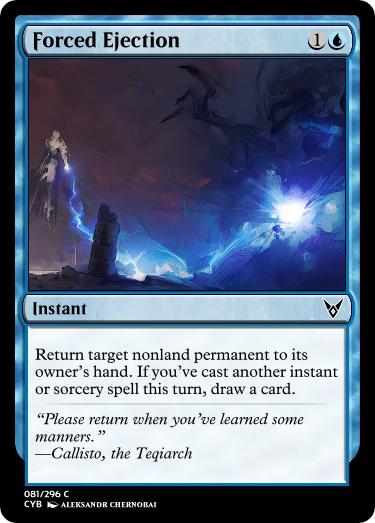 Forced Ejection 1
Instant
Return target nonland permanent to its
owner's hand. If you've cast another instant
or sorcery spell this turn, draw a card.
"Please return when you've learned some
manners."
—Callisto, the Teqiarch
081/296 C
CYB ALEKSANDR CHERNOBAI